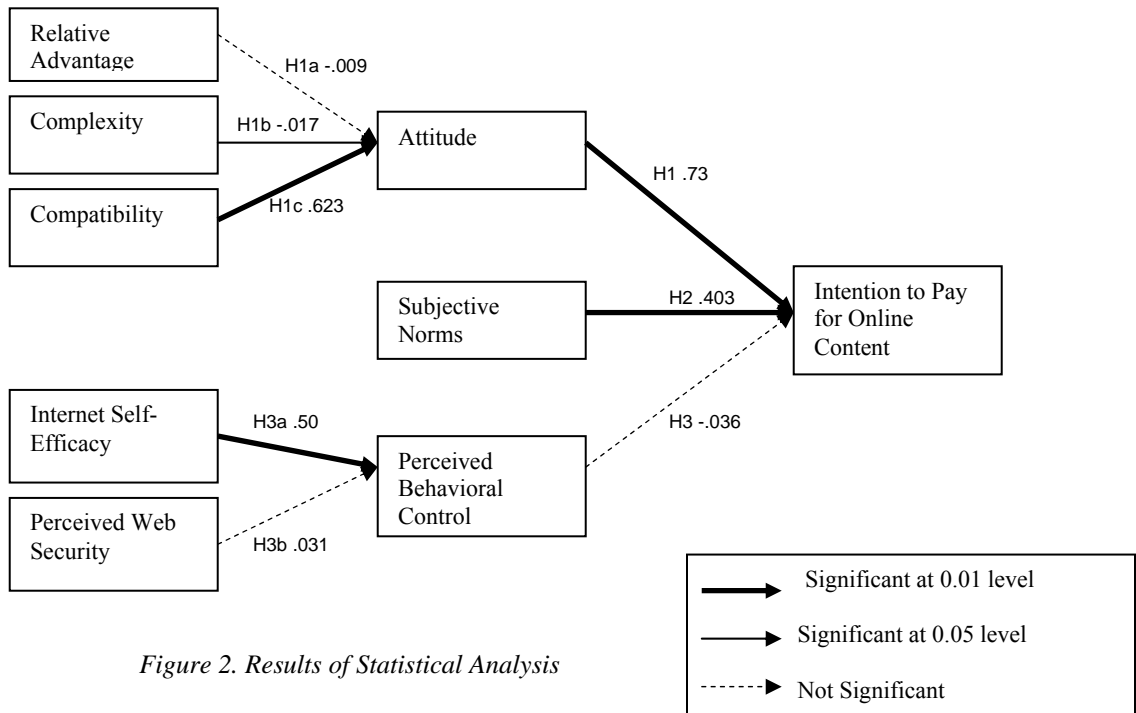 Relative
Advantage
H1a -.009
Complexity
H1b -.017
Attitude
Compatibility
H1c .623
H1 .73
Subjective
Norms
H2 .403
Intention to Pay
for Online
Content
Internet Self-
Efficacy
H3a .50
Perceived
Behavioral
Control
H3 -.036
Perceived Web
Security
H3b .031
Significant at 0.01 level
Significant at 0.05 level
Not Significant
Figure 2. Results of Statistical Analysis